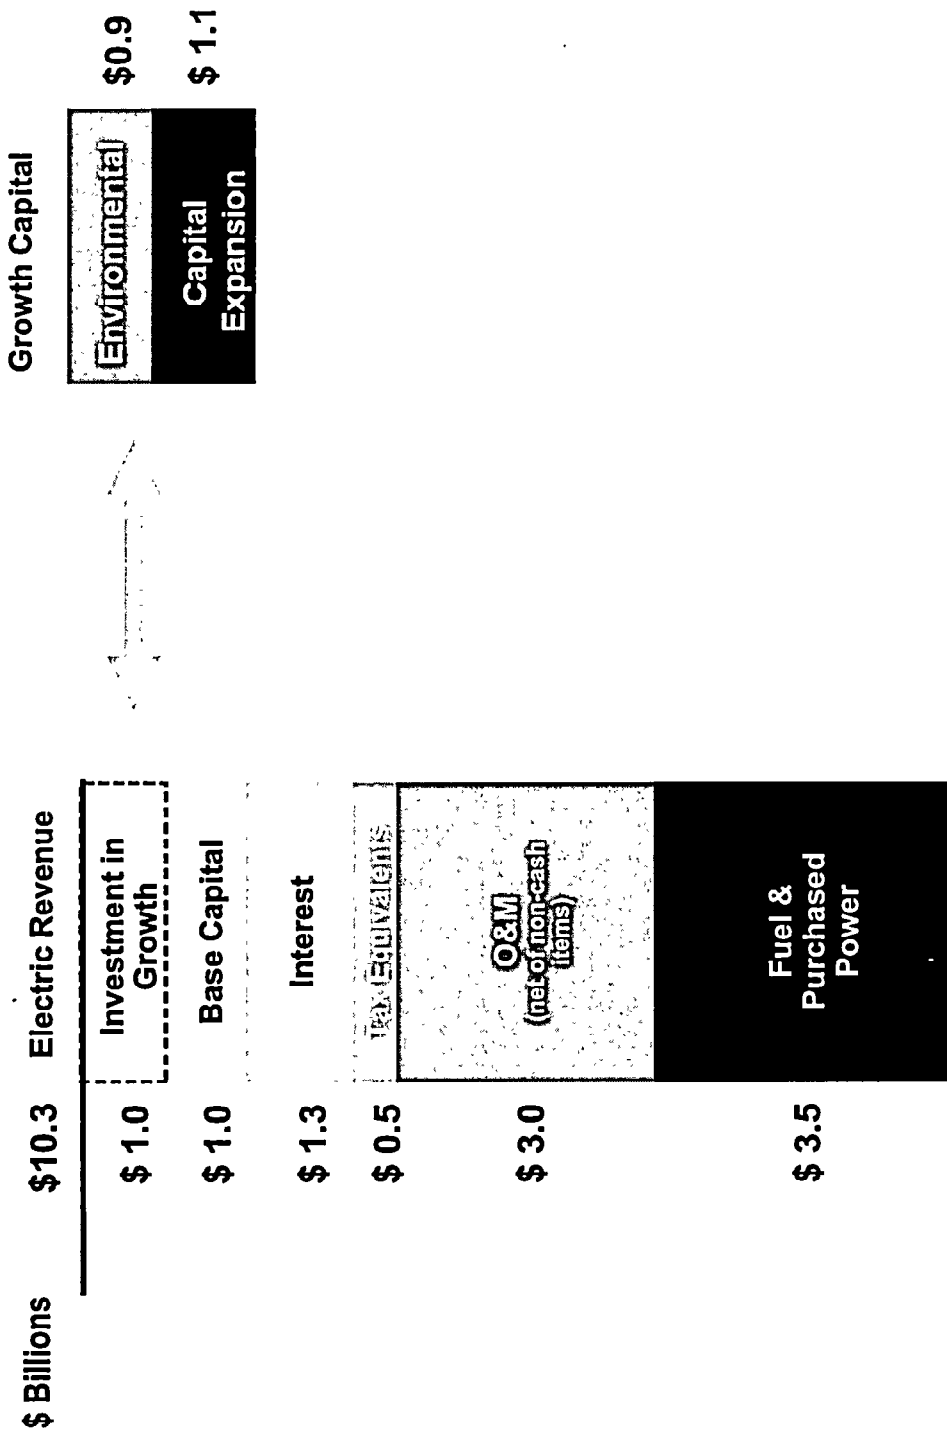 $ Billions
$10.3 Electric Revenue
$ 1.0
Investment in
Growth
$ 1.0
Base Capital
$ 1.3
Interest
$ 0.5
Tax Equivalents
$ 3.0
O&M
(net of non-cash
items)
$ 3.5
Fuel &
Purchased
Power
Growth Capital
Environmental
$0.9
Capital
Expansion
$ 1.1